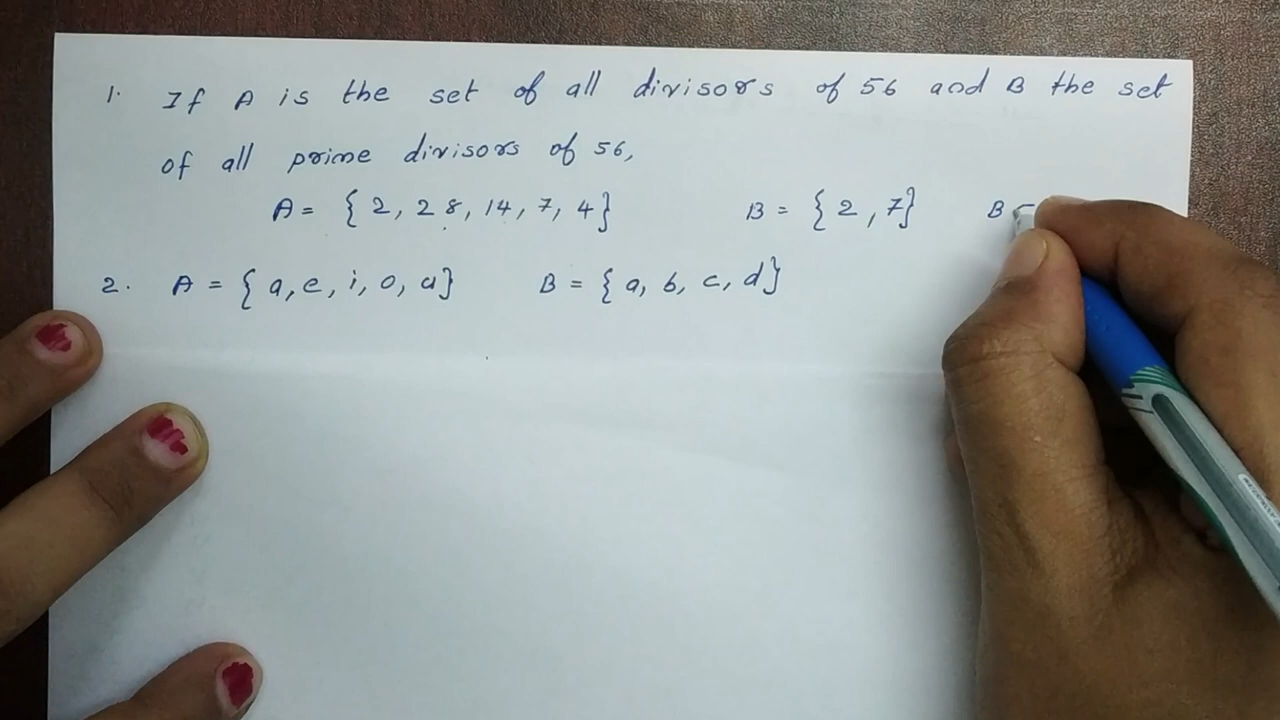 1. If A is the set of all divisors of 56 and B the set
of all prime divisors of 56,
A = {2, 28, 14, 7, 4} B = {2, 7} B
2. A = {a, e, i, o, u} B = {a, b, c, d}